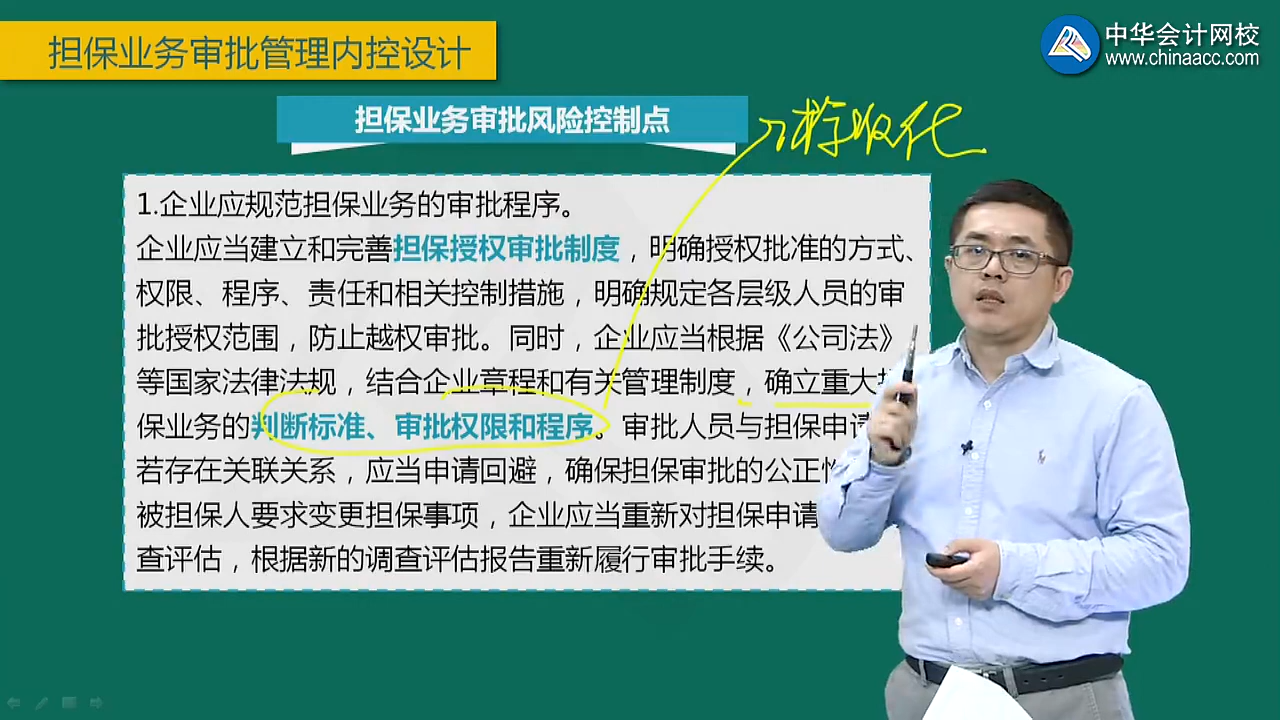 担保业务审批管理内控设计
中华会计网校
www.chinaacc.com
担保业务审批风险控制点
1.企业应规范担保业务的审批程序。
企业应当建立和完善担保授权审批制度，明确授权批准的方式、
权限、程序、责任和相关控制措施，明确规定各层级人员的审
批授权范围，防止越权审批。同时，企业应当根据《公司法》
等国家法律法规，结合企业章程和有关管理制度，确立重大
保业务的判断标准、审批权限和程序。审批人员与担保申请
若存在关联关系，应当申请回避，确保担保审批的公正
被担保人要求变更担保事项，企业应当重新对担保申请
查评估，根据新的调查评估报告重新履行审批手续。